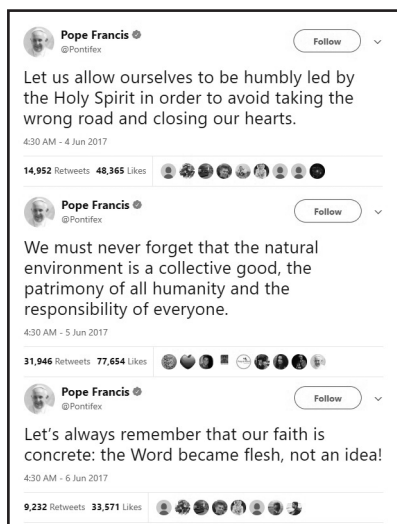 Pope Francis
@Pontifex
Follow
Let us allow ourselves to be humbly led by
the Holy Spirit in order to avoid taking the
wrong road and closing our hearts.
4:30 AM - 4 Jun 2017
14,952 Retweets 48,365 Likes
Pope Francis
@Pontifex
Follow
We must never forget that the natural
environment is a collective good, the
patrimony of all humanity and the
responsibility of everyone.
4:30 AM - 5 Jun 2017
31,946 Retweets 77,654 Likes
Pope Francis
@Pontifex
Follow
Let’s always remember that our faith is
concrete: the Word became flesh, not an idea!
4:30 AM - 6 Jun 2017
9,232 Retweets 33,571 Likes